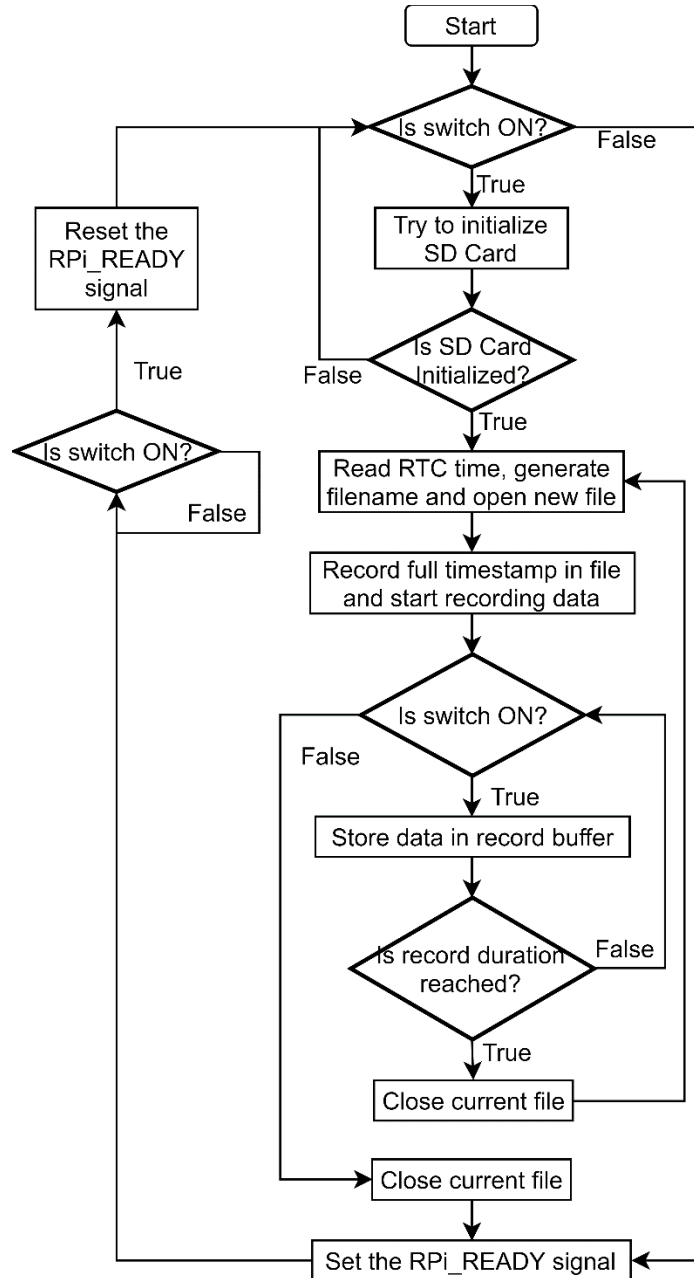 Start
Is switch ON?
False
True
Reset the
RPi_READY
signal
Try to initialize
SD Card
True
Is SD Card
Initialized?
False
True
Is switch ON?
False
Read RTC time, generate
filename and open new file
Record full timestamp in file
and start recording data
Is switch ON?
False
True
Store data in record buffer
Is record duration
reached?
False
True
Close current file
Close current file
Set the RPi_READY signal